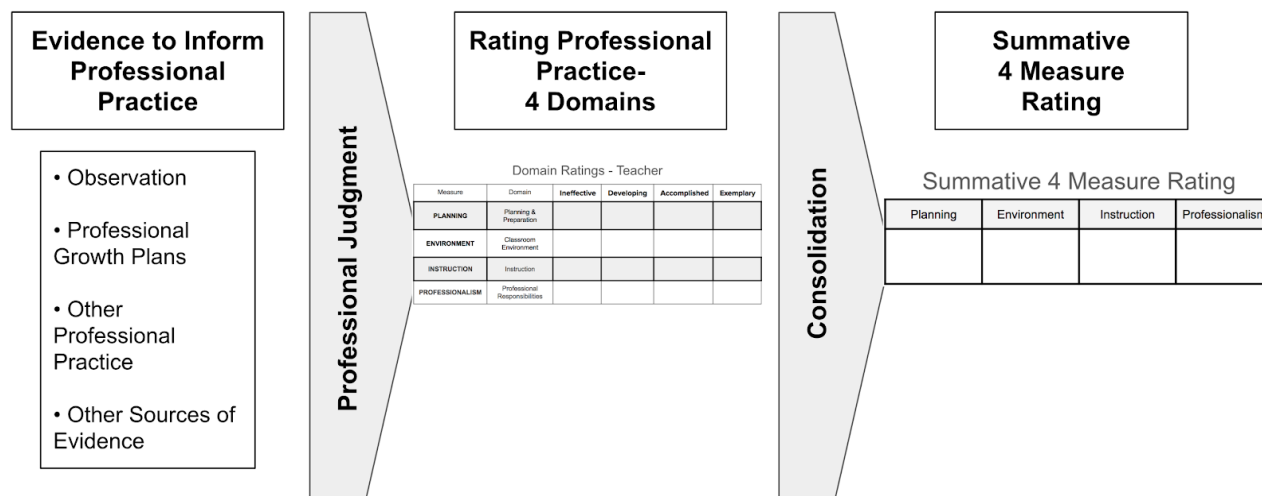 Evidence to Inform
Professional
Practice
• Observation
• Professional
Growth Plans
• Other
Professional
Practice
• Other Sources of
Evidence
Professional Judgment
Rating Professional
Practice-
4 Domains
Domain Ratings - Teacher
Measure Domain Ineffective Developing Accomplished Exemplary
PLANNING Planning &
Preparation
ENVIRONMENT Classroom
Environment
INSTRUCTION Instruction
PROFESSIONALISM Professional
Responsibilities
Consolidation
Summative
4 Measure
Rating
Summative 4 Measure Rating
Planning Environment Instruction Professionalism